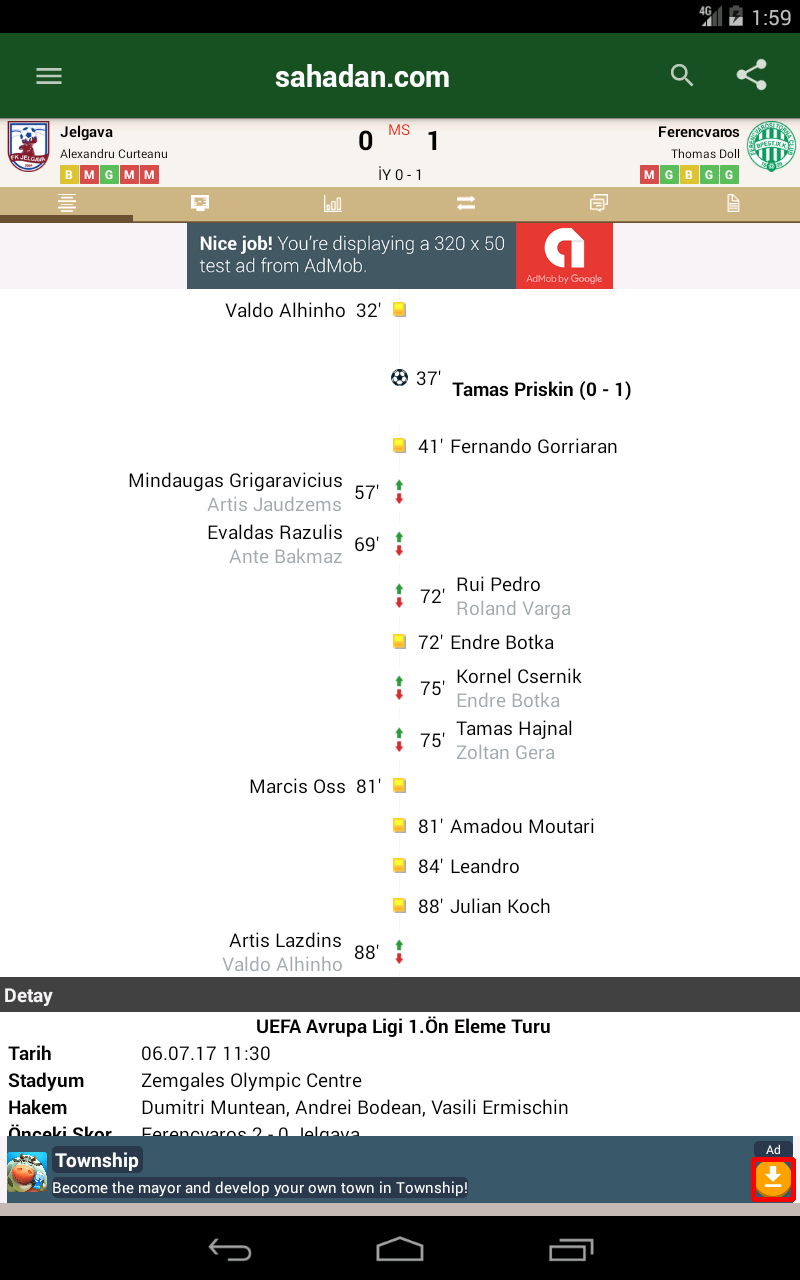 4G 1:59
sahadan.com
Jelgava 0 MS 1 Ferencvaros
Alexandru Curteanu Thomas Doll
B M G M M İY 0 - 1 M G B G G
Nice job! You're displaying a 320 x 50
test ad from AdMob.
AdMob by Google
Valdo Alhinho 32'
37' Tamas Priskin (0 - 1)
41' Fernando Gorriaran
Mindaugas Grigaravicius
Artis Jaudzems
57'
Evaldas Razulis
Ante Bakmaz
69'
72'
Rui Pedro
Roland Varga
72' Endre Botka
75'
Kornel Csernik
Endre Botka
75'
Tamas Hajnal
Zoltan Gera
Marcis Oss 81'
81' Amadou Moutari
84' Leandro
88' Julian Koch
Artis Lazdins
Valdo Alhinho
88'
Detay
UEFA Avrupa Ligi 1.Ön Eleme Turu
Tarih 06.07.17 11:30
Stadyum Zemgales Olympic Centre
Hakem Dumitri Muntean, Andrei Bodean, Vasili Ermischin
Önceki Skor Ferencvaros 2 - 0 Jelgava
Township
Ad
Become the mayor and develop your own town in Township!